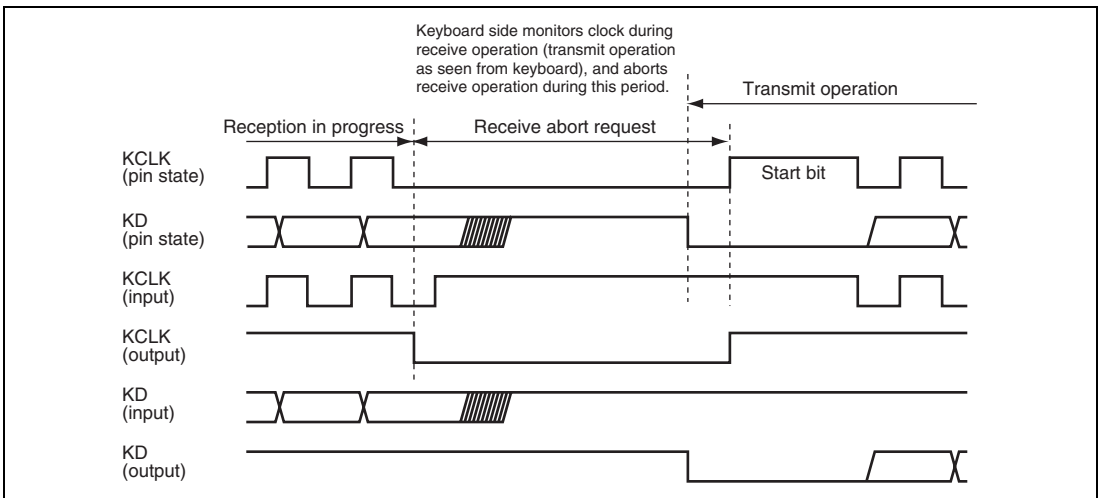 Keyboard side monitors clock during
receive operation (transmit operation
as seen from keyboard), and aborts
receive operation during this period.
Transmit operation
Reception in progress
Receive abort request
KCLK
(pin state)
Start bit
KD
(pin state)
KCLK
(input)
KCLK
(output)
KD
(input)
KD
(output)